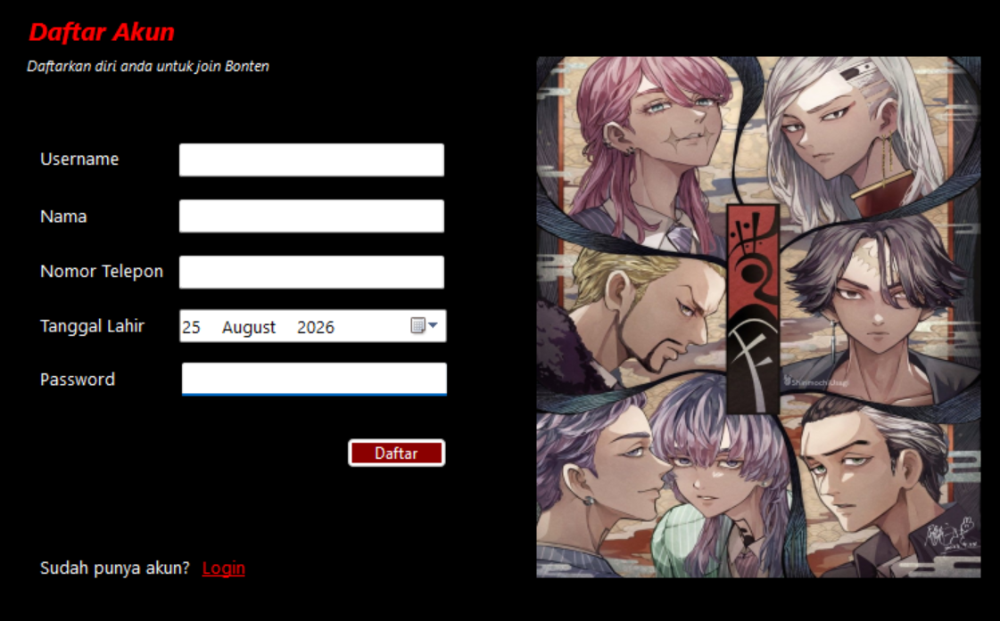 Daftar Akun
Daftarkan diri anda untuk join Bonten
Username
Nama
Nomor Telepon
Tanggal Lahir
25 August 2026
Password
Daftar
Sudah punya akun? Login